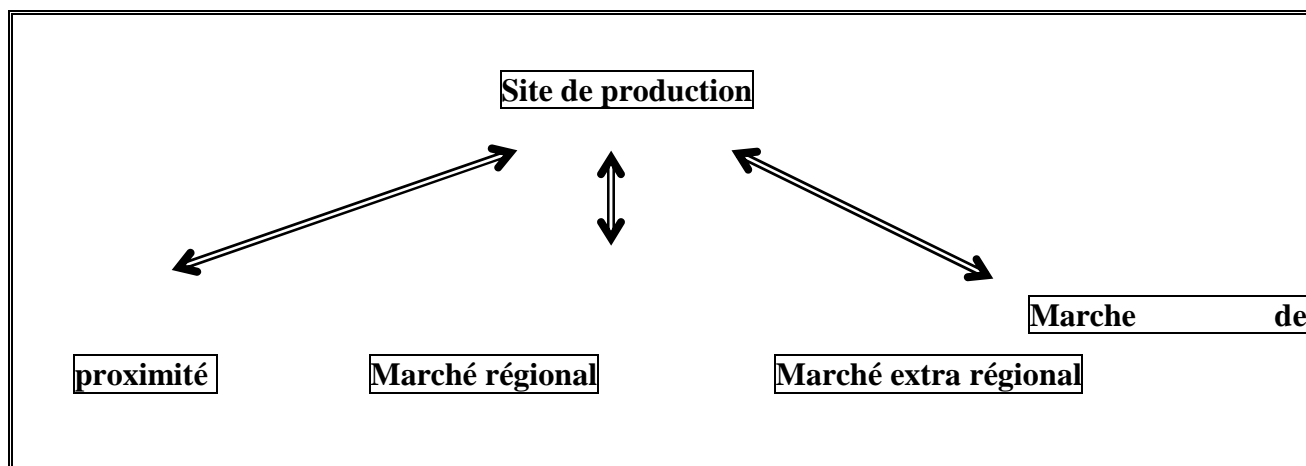 Site de production
Marche de
proximité Marché régional Marché extra régional